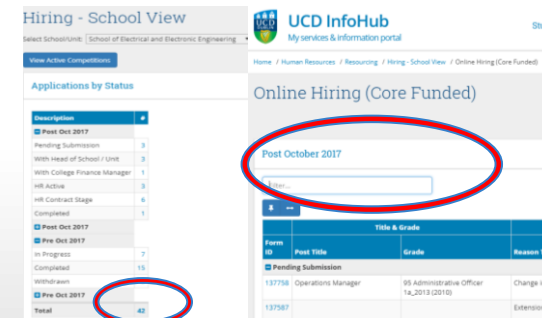 Hiring - School View
Select School/Unit: School of Electrical and Electronic Engineering
View Active Competitions
Applications by Status
Description #
Post Oct 2017
Pending Submission 3
With Head of School / Unit 3
With College Finance Manager 1
HR Active 3
HR Contract Stage 6
Completed 1
Post Oct 2017
Pre Oct 2017
In Progress 7
Completed 15
Withdrawn
Pre Oct 2017
Total 42
UCD
UCD InfoHub
My services & information portal
St
Home / Human Resources / Resourcing / Hiring - School View / Online Hiring (Core Funded)
Online Hiring (Core Funded)
Post October 2017
Filter...
Title & Grade
Form ID Post Title Grade Reason
Pending Submission
137758 Operations Manager 95 Administrative Officer 1a_2013 (2010) Change
137587 Extension